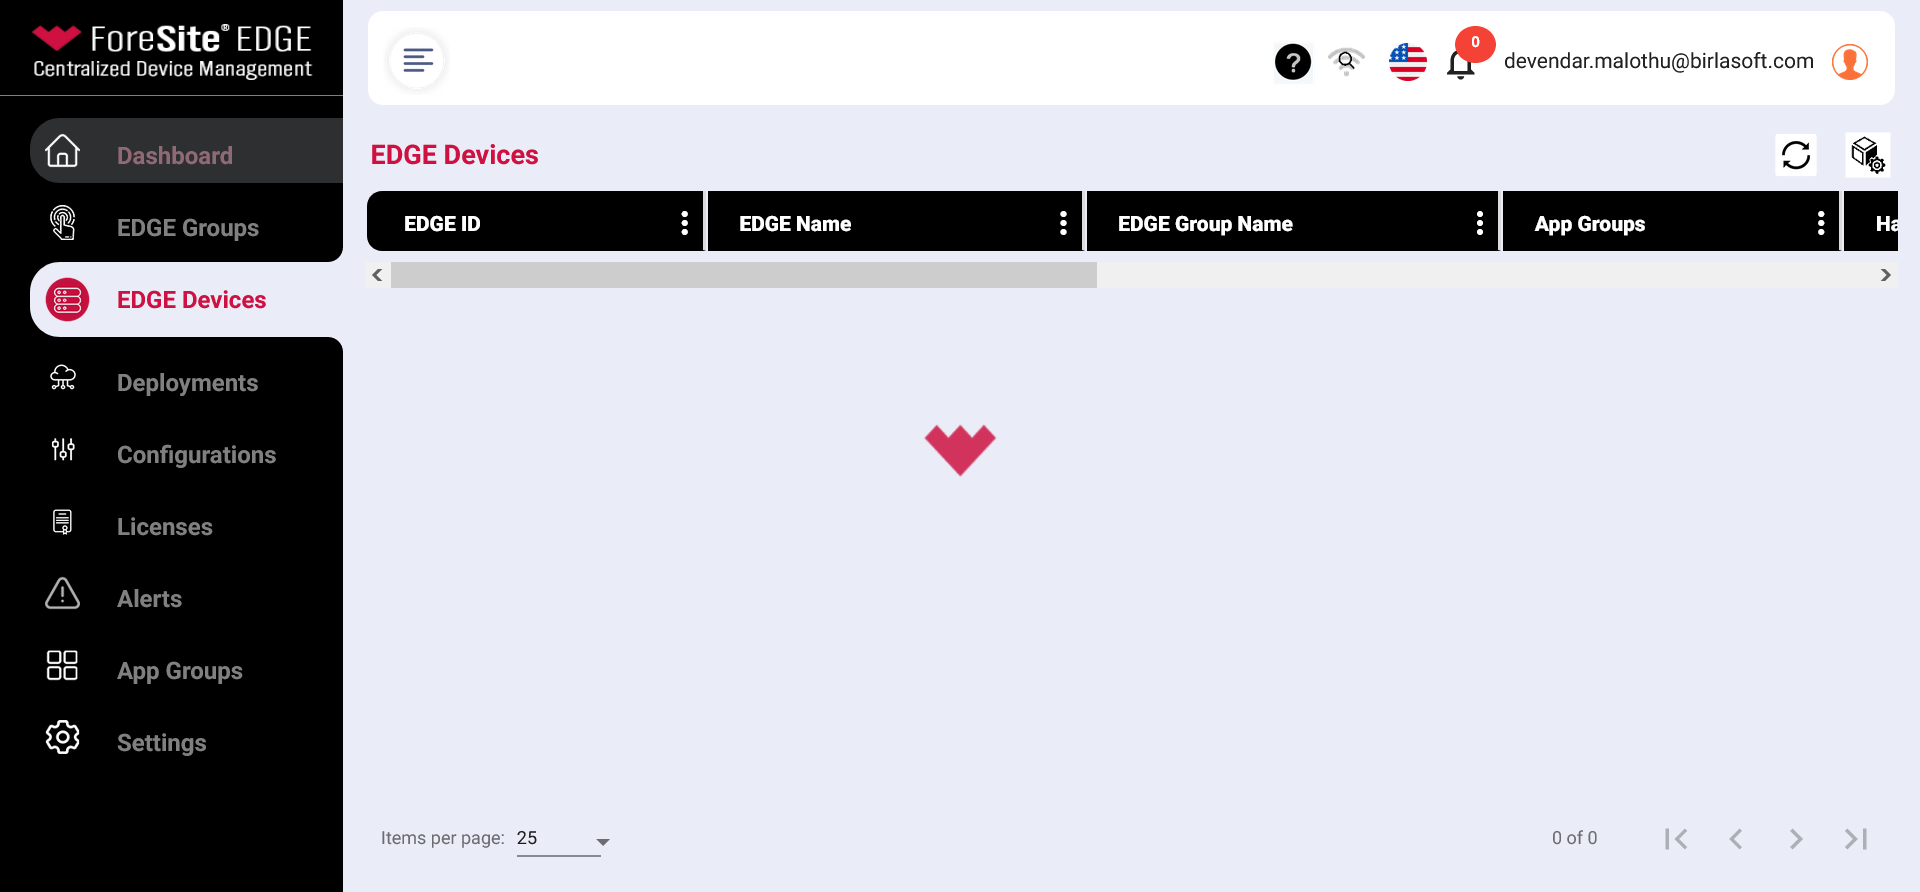 ForeSite® EDGE
Centralized Device Management
Dashboard
EDGE Groups
EDGE Devices
Deployments
Configurations
Licenses
Alerts
App Groups
Settings
?
0
devendar.malothu@birlasoft.com
EDGE Devices
EDGE ID
EDGE Name
EDGE Group Name
App Groups
Ha
Items per page: 25
0 of 0